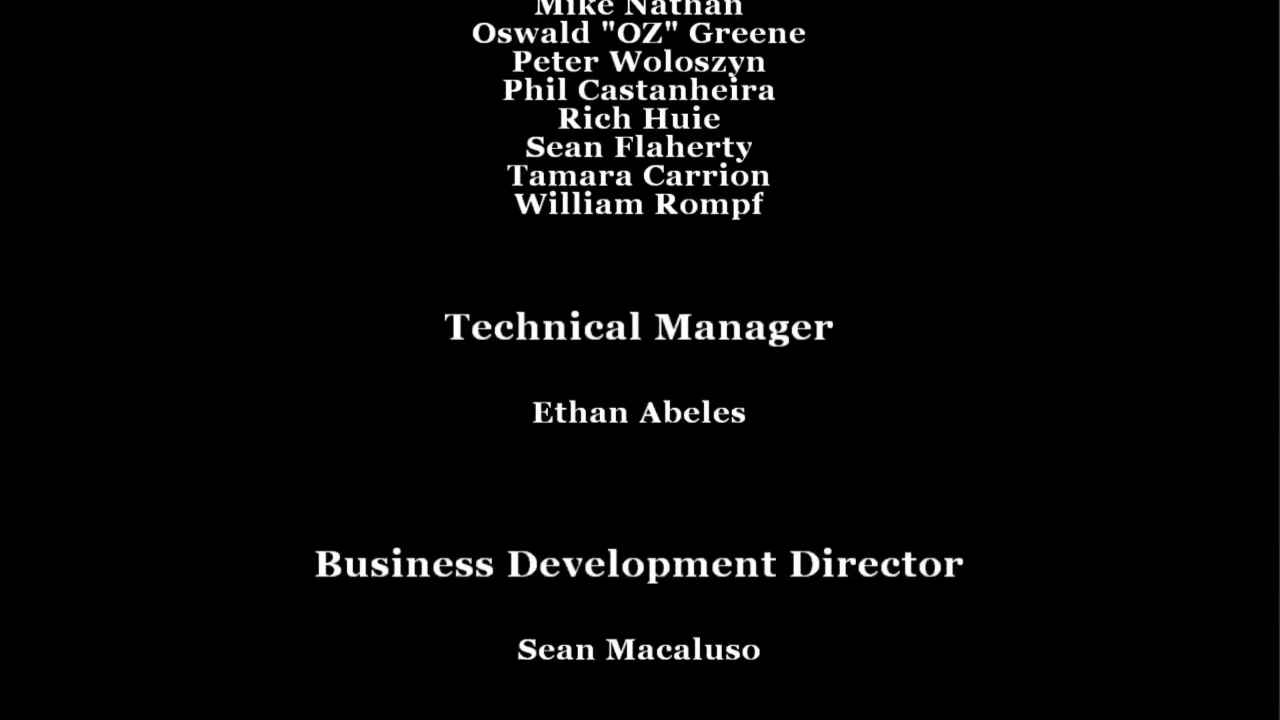 Mike Nathan
Oswald "OZ" Greene
Peter Woloszyn
Phil Castanheira
Rich Huie
Sean Flaherty
Tamara Carrion
William Rompf
Technical Manager
Ethan Abeles
Business Development Director
Sean Macaluso